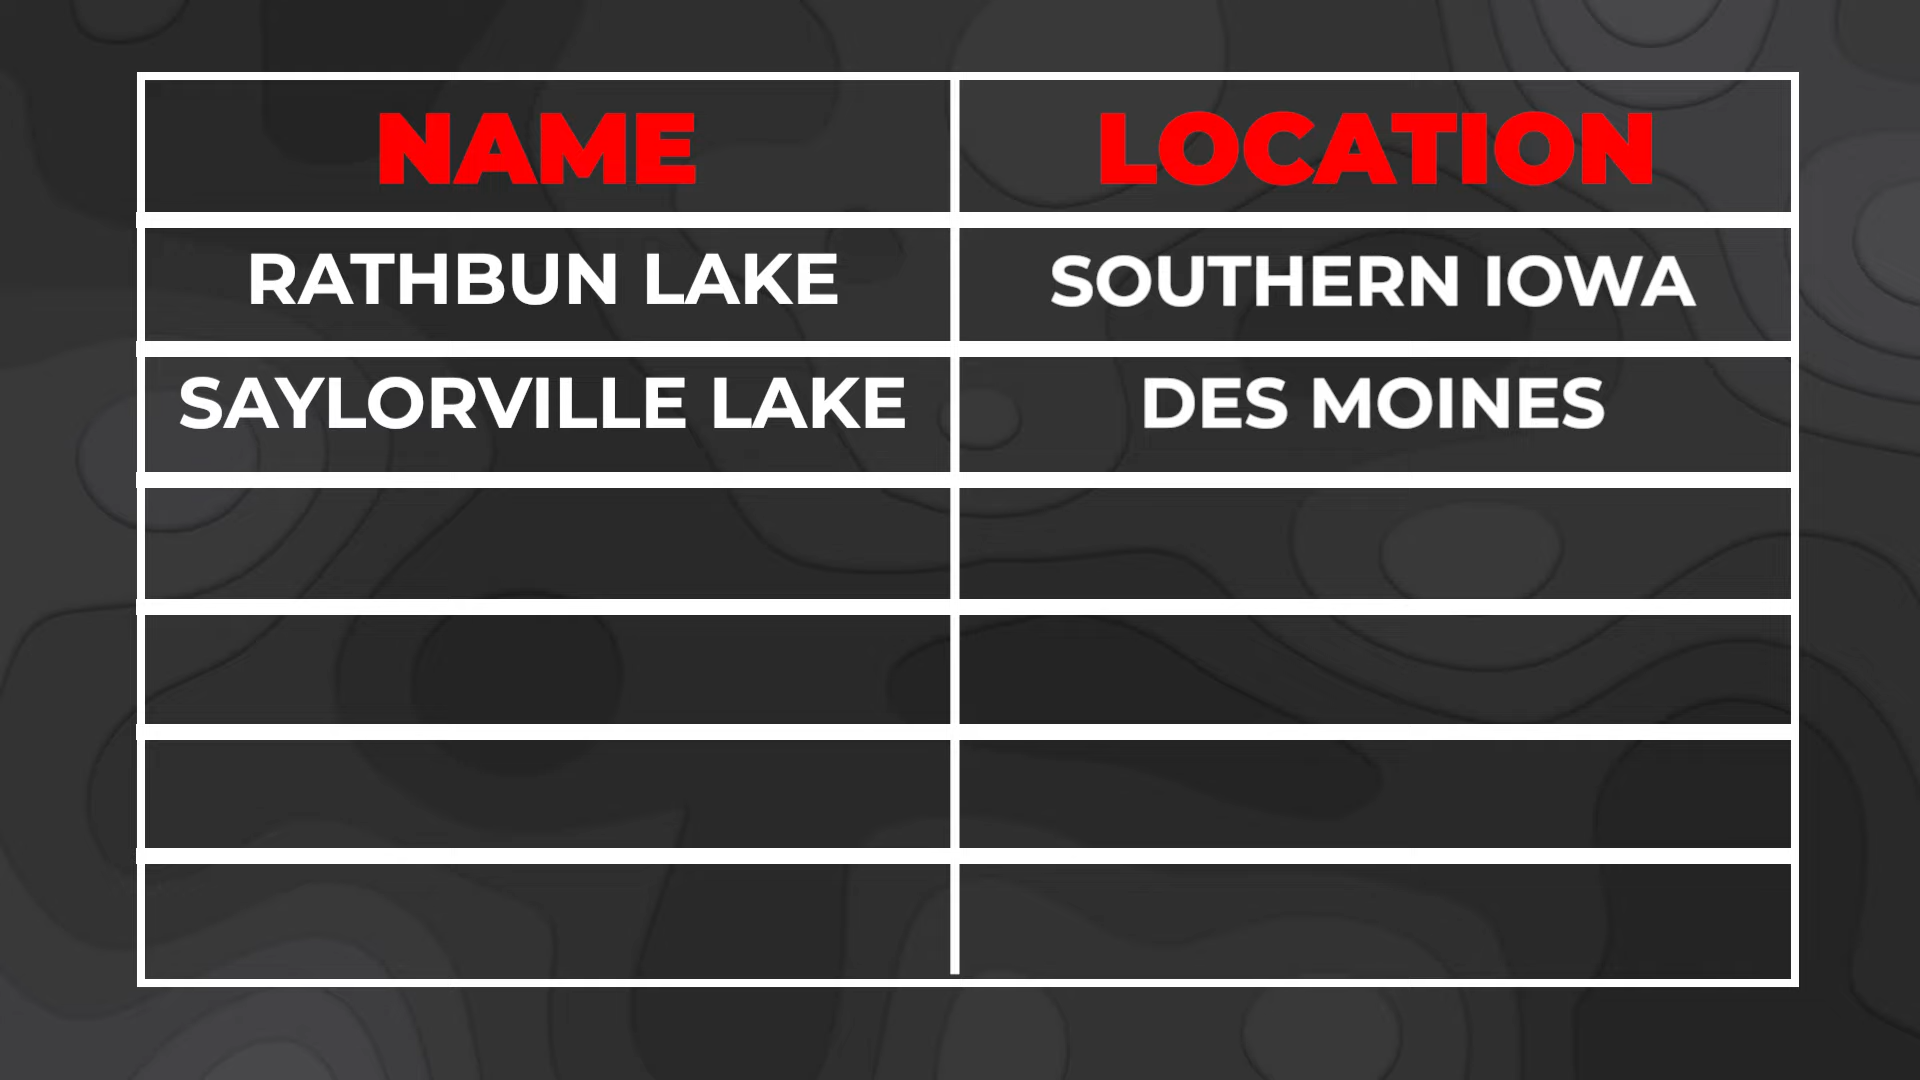 NAME LOCATION
RATHBUN LAKE SOUTHERN IOWA
SAYLORVILLE LAKE DES MOINES